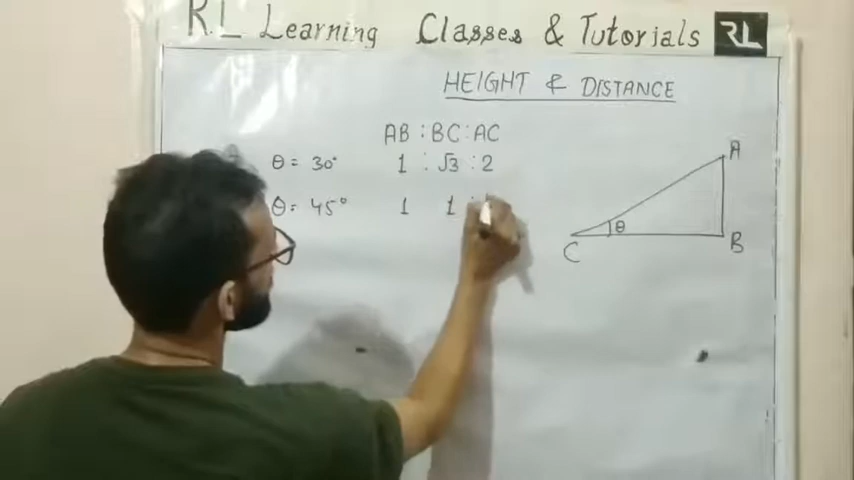 RL Learning Classes & Tutorials RL
HEIGHT & DISTANCE
AB : BC : AC
θ = 30° 1 : √3 : 2
θ = 45° 1 1 :
A
θ
C B